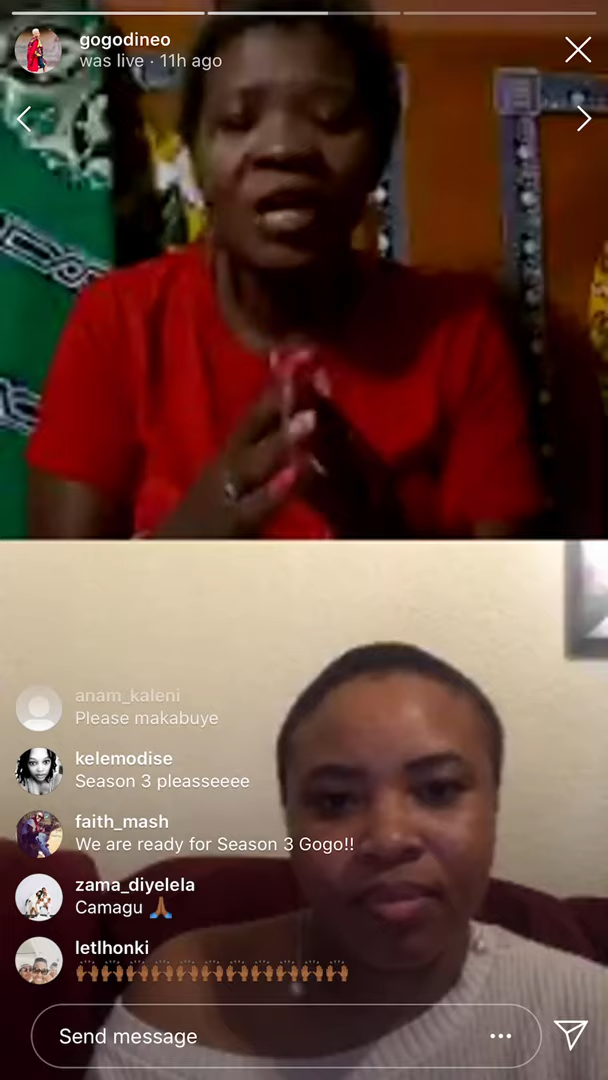 gogodineo
was live · 11h ago
anam_kaleni
Please makabuye
kelemodise
Season 3 pleasseeee
faith_mash
We are ready for Season 3 Gogo!!
zama_diyelela
Camagu 🙏🏾
letlhonki
🙌🏾🙌🏾🙌🏾🙌🏾🙌🏾🙌🏾🙌🏾🙌🏾🙌🏾🙌🏾🙌🏾
Send message